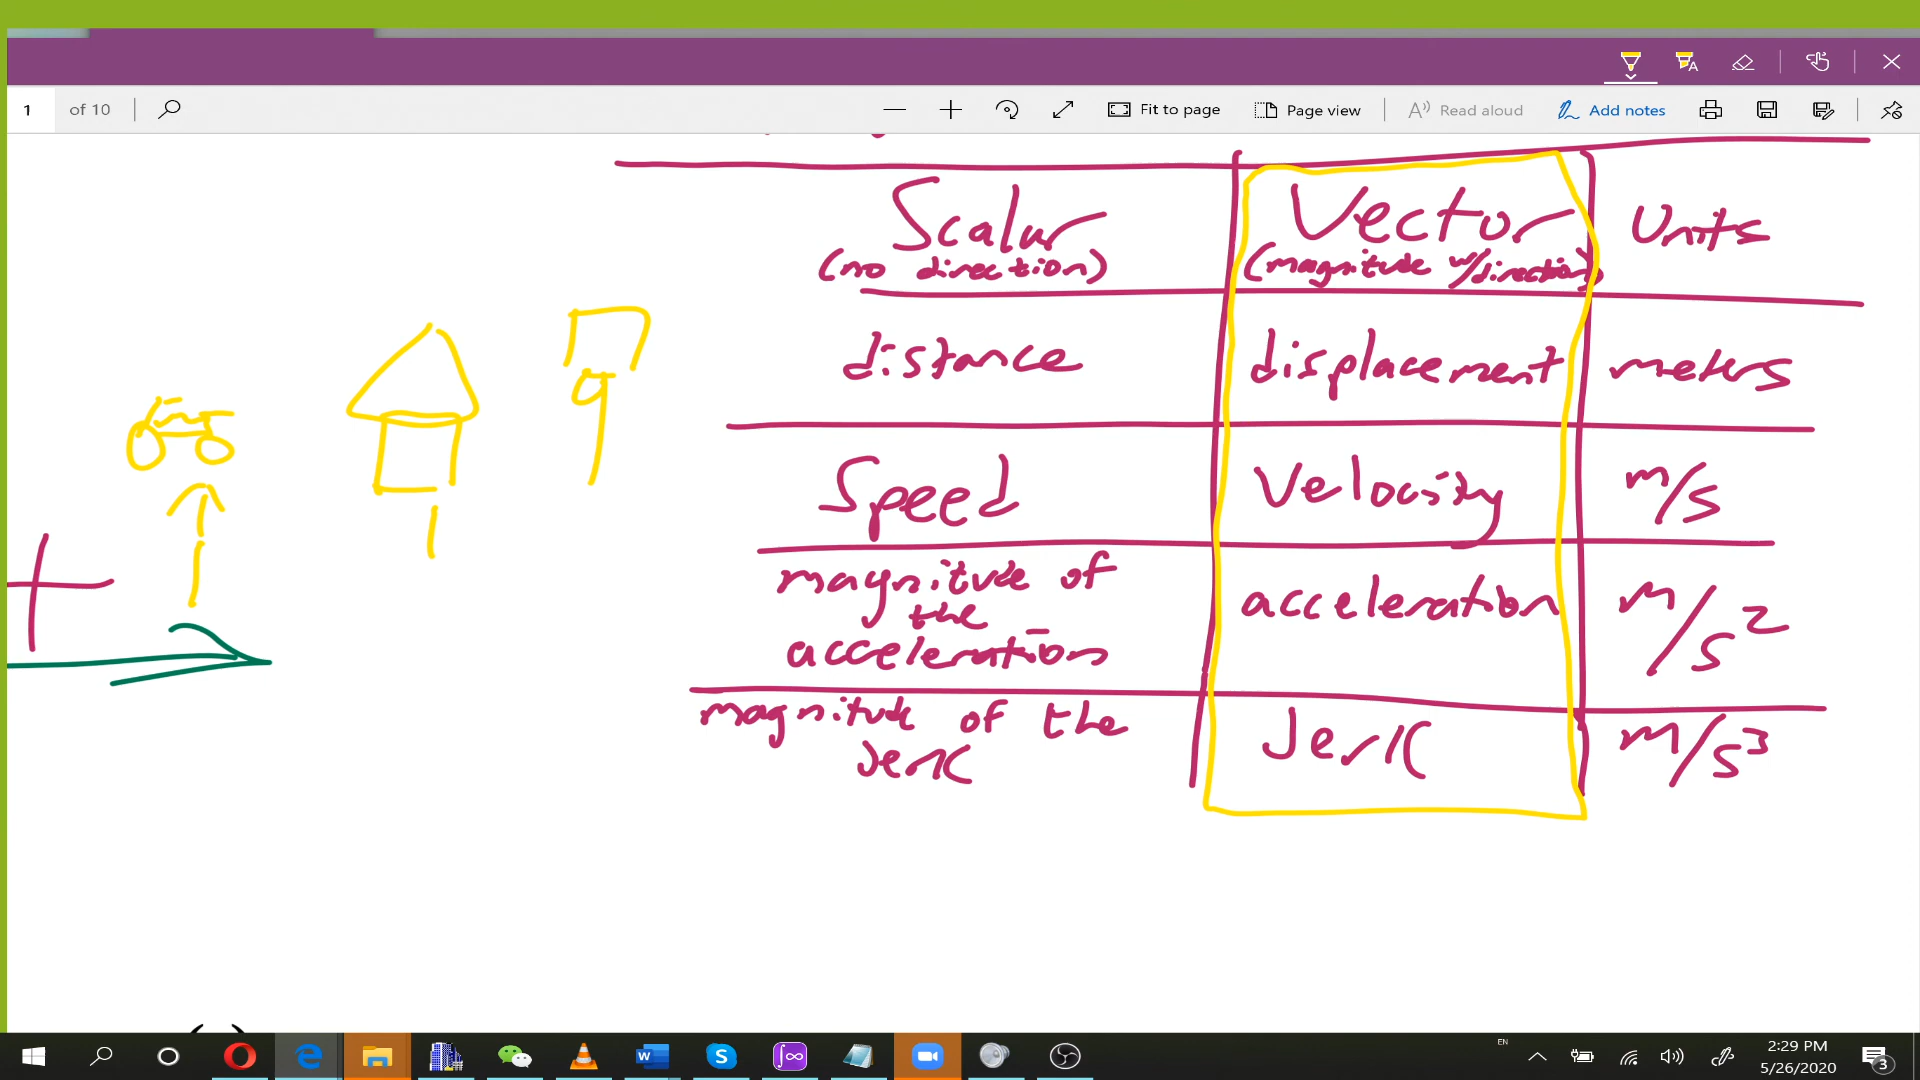 1 of 10
Fit to page
Page view
Read aloud
Add notes
Scalar Vector Units
(no direction) (magnitude w/direction)
distance displacement meters
Speed Velocity m/s
magnitude of
the
acceleration acceleration m/s²
magnitude of the
Jerk Jerk m/s³
EN
2:29 PM
5/26/2020
3